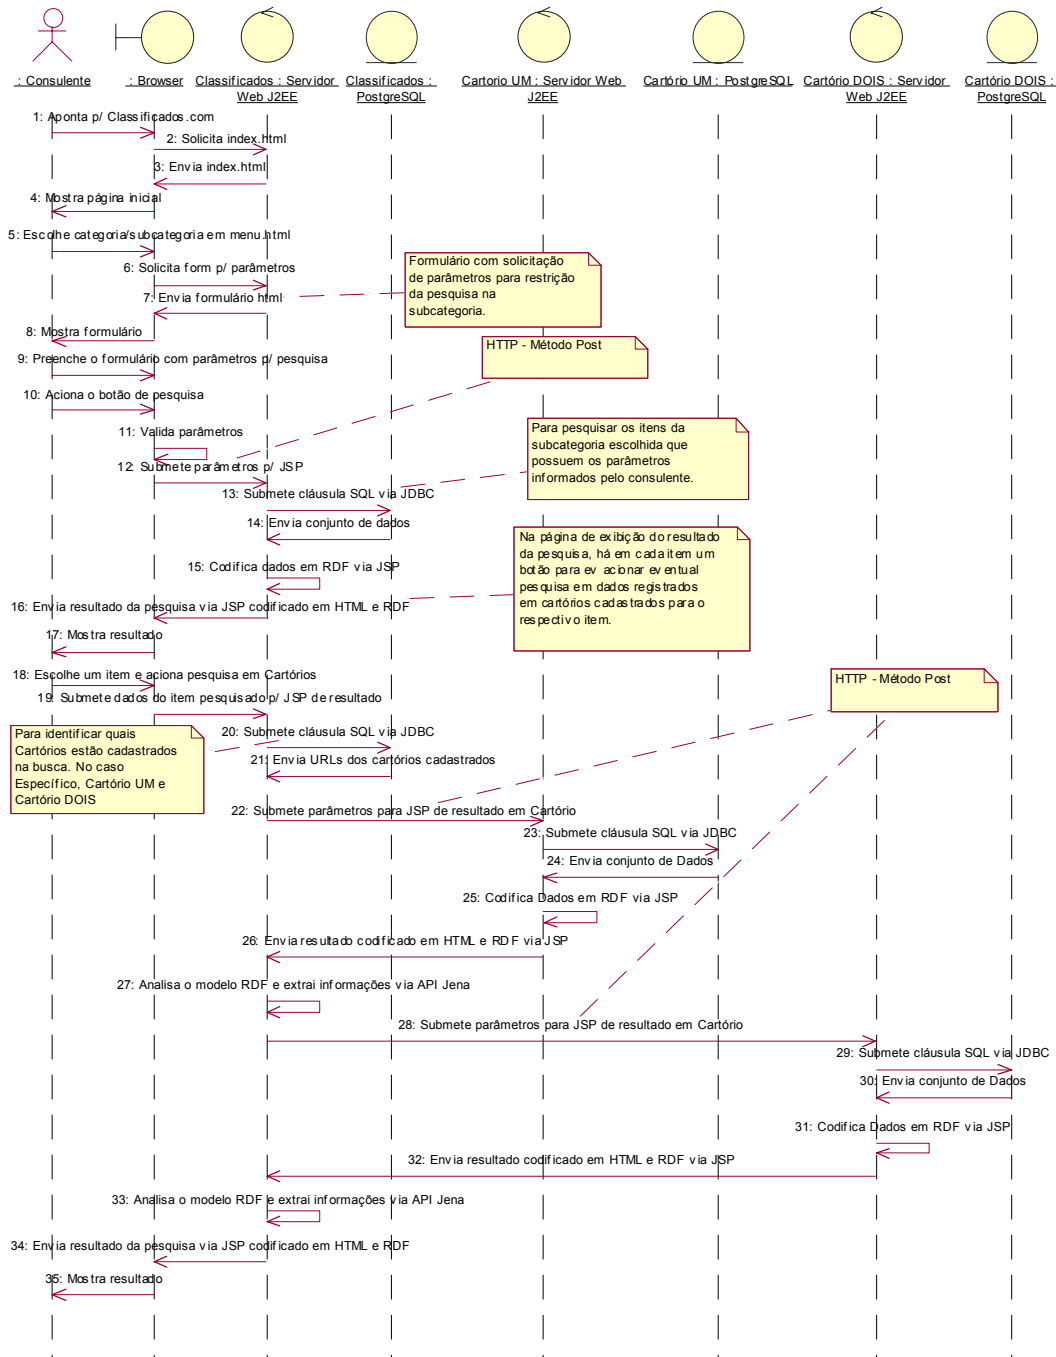 : Consulente
: Browser
Classificados : Servidor
Web J2EE
Classificados :
PostgreSQL
Cartorio UM : Servidor Web
J2EE
Cartório UM : PostgreSQL
Cartório DOIS : Servidor
Web J2EE
Cartório DOIS :
PostgreSQL
1: Aponta p/ Classificados.com
2: Solicita index.html
3: Envia index.html
4: Mostra página inicial
5: Escolhe categoria/subcategoria em menu.html
6: Solicita form p/ parâmetros
7: Envia formulário html
Formulário com solicitação
de parâmetros para restrição
da pesquisa na
subcategoria.
8: Mostra formulário
HTTP - Método Post
9: Preenche o formulário com parâmetros p/ pesquisa
10: Aciona o botão de pesquisa
11: Valida parâmetros
12: Submete parâmetros p/ JSP
Para pesquisar os itens da
subcategoria escolhida que
possuem os parâmetros
informados pelo consulente.
13: Submete cláusula SQL via JDBC
14: Envia conjunto de dados
15: Codifica dados em RDF via JSP
Na página de exibição do resultado
da pesquisa, há em cada item um
botão para ev acionar eventual
pesquisa em dados registrados
em cartórios cadastrados para o
respectivo item.
16: Envia resultado da pesquisa via JSP codificado em HTML e RDF
17: Mostra resultado
18: Escolhe um item e aciona pesquisa em Cartórios
19: Submete dados do item pesquisado p/ JSP de resultado
HTTP - Método Post
Para identificar quais
Cartórios estão cadastrados
na busca. No caso
Específico, Cartório UM e
Cartório DOIS
20: Submete cláusula SQL via JDBC
21: Envia URLs dos cartórios cadastrados
22: Submete parâmetros para JSP de resultado em Cartório
23: Submete cláusula SQL via JDBC
24: Envia conjunto de Dados
25: Codifica Dados em RDF via JSP
26: Envia resultado codificado em HTML e RDF via JSP
27: Analisa o modelo RDF e extrai informações via API Jena
28: Submete parâmetros para JSP de resultado em Cartório
29: Submete cláusula SQL via JDBC
30: Envia conjunto de Dados
31: Codifica Dados em RDF via JSP
32: Envia resultado codificado em HTML e RDF via JSP
33: Analisa o modelo RDF e extrai informações via API Jena
34: Envia resultado da pesquisa via JSP codificado em HTML e RDF
35: Mostra resultado